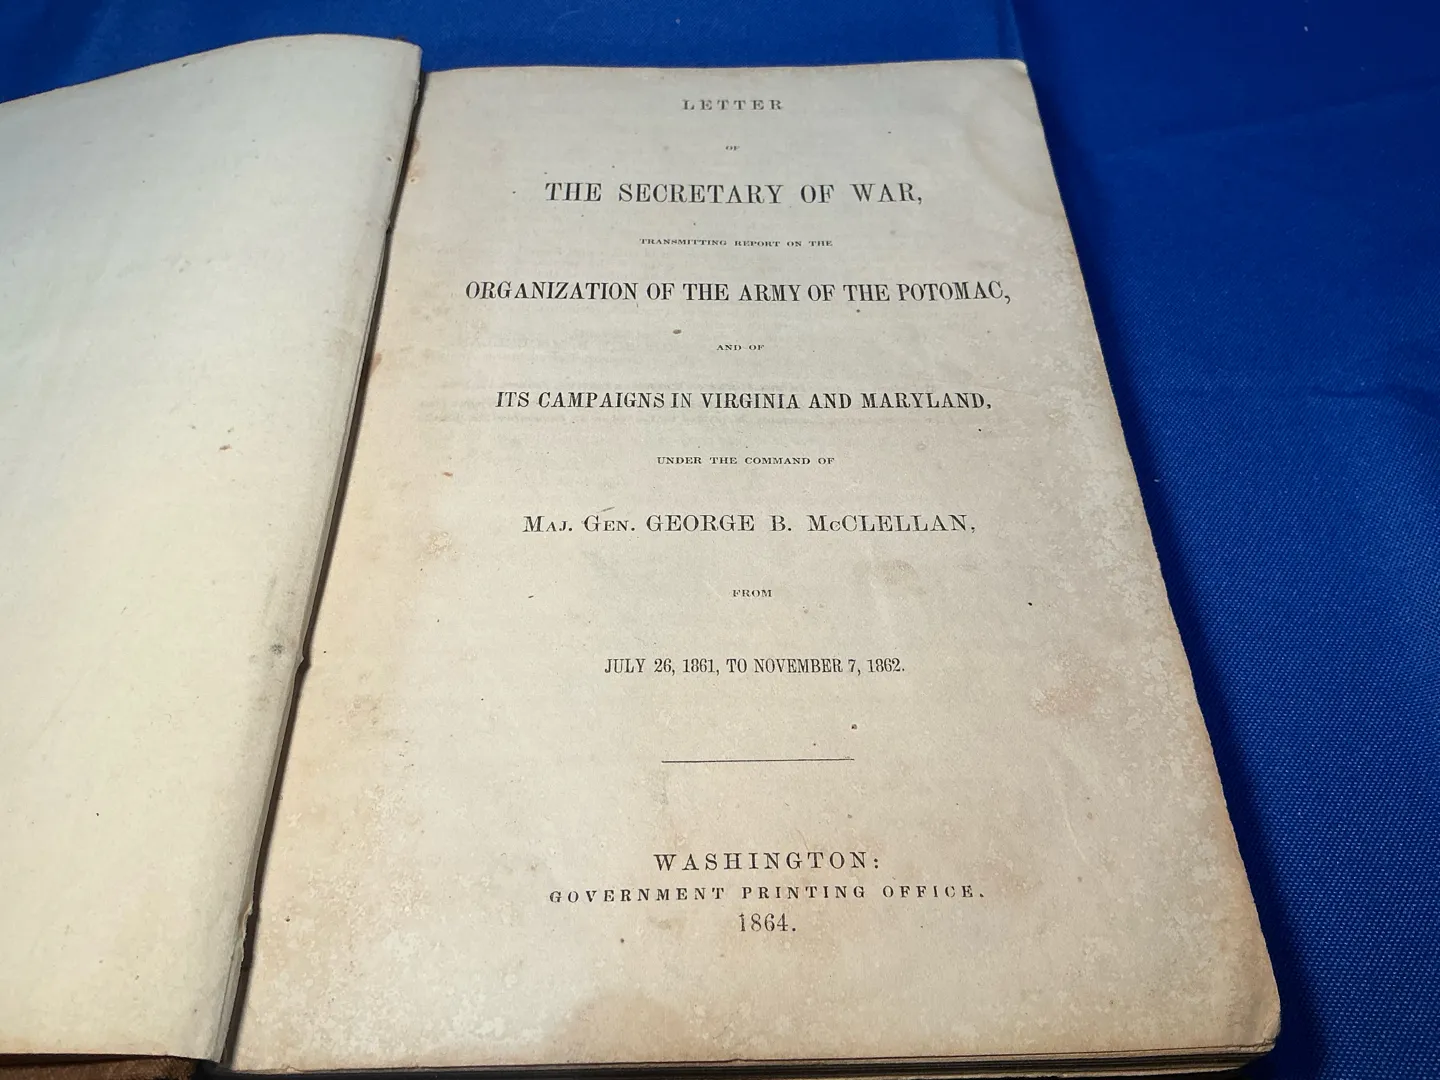 LETTER
OF
THE SECRETARY OF WAR,
TRANSMITTING REPORT ON THE
ORGANIZATION OF THE ARMY OF THE POTOMAC,
AND OF
ITS CAMPAIGNS IN VIRGINIA AND MARYLAND,
UNDER THE COMMAND OF
MAJ. GEN. GEORGE B. McCLELLAN,
FROM
JULY 26, 1861, TO NOVEMBER 7, 1862.
WASHINGTON:
GOVERNMENT PRINTING OFFICE.
1864.